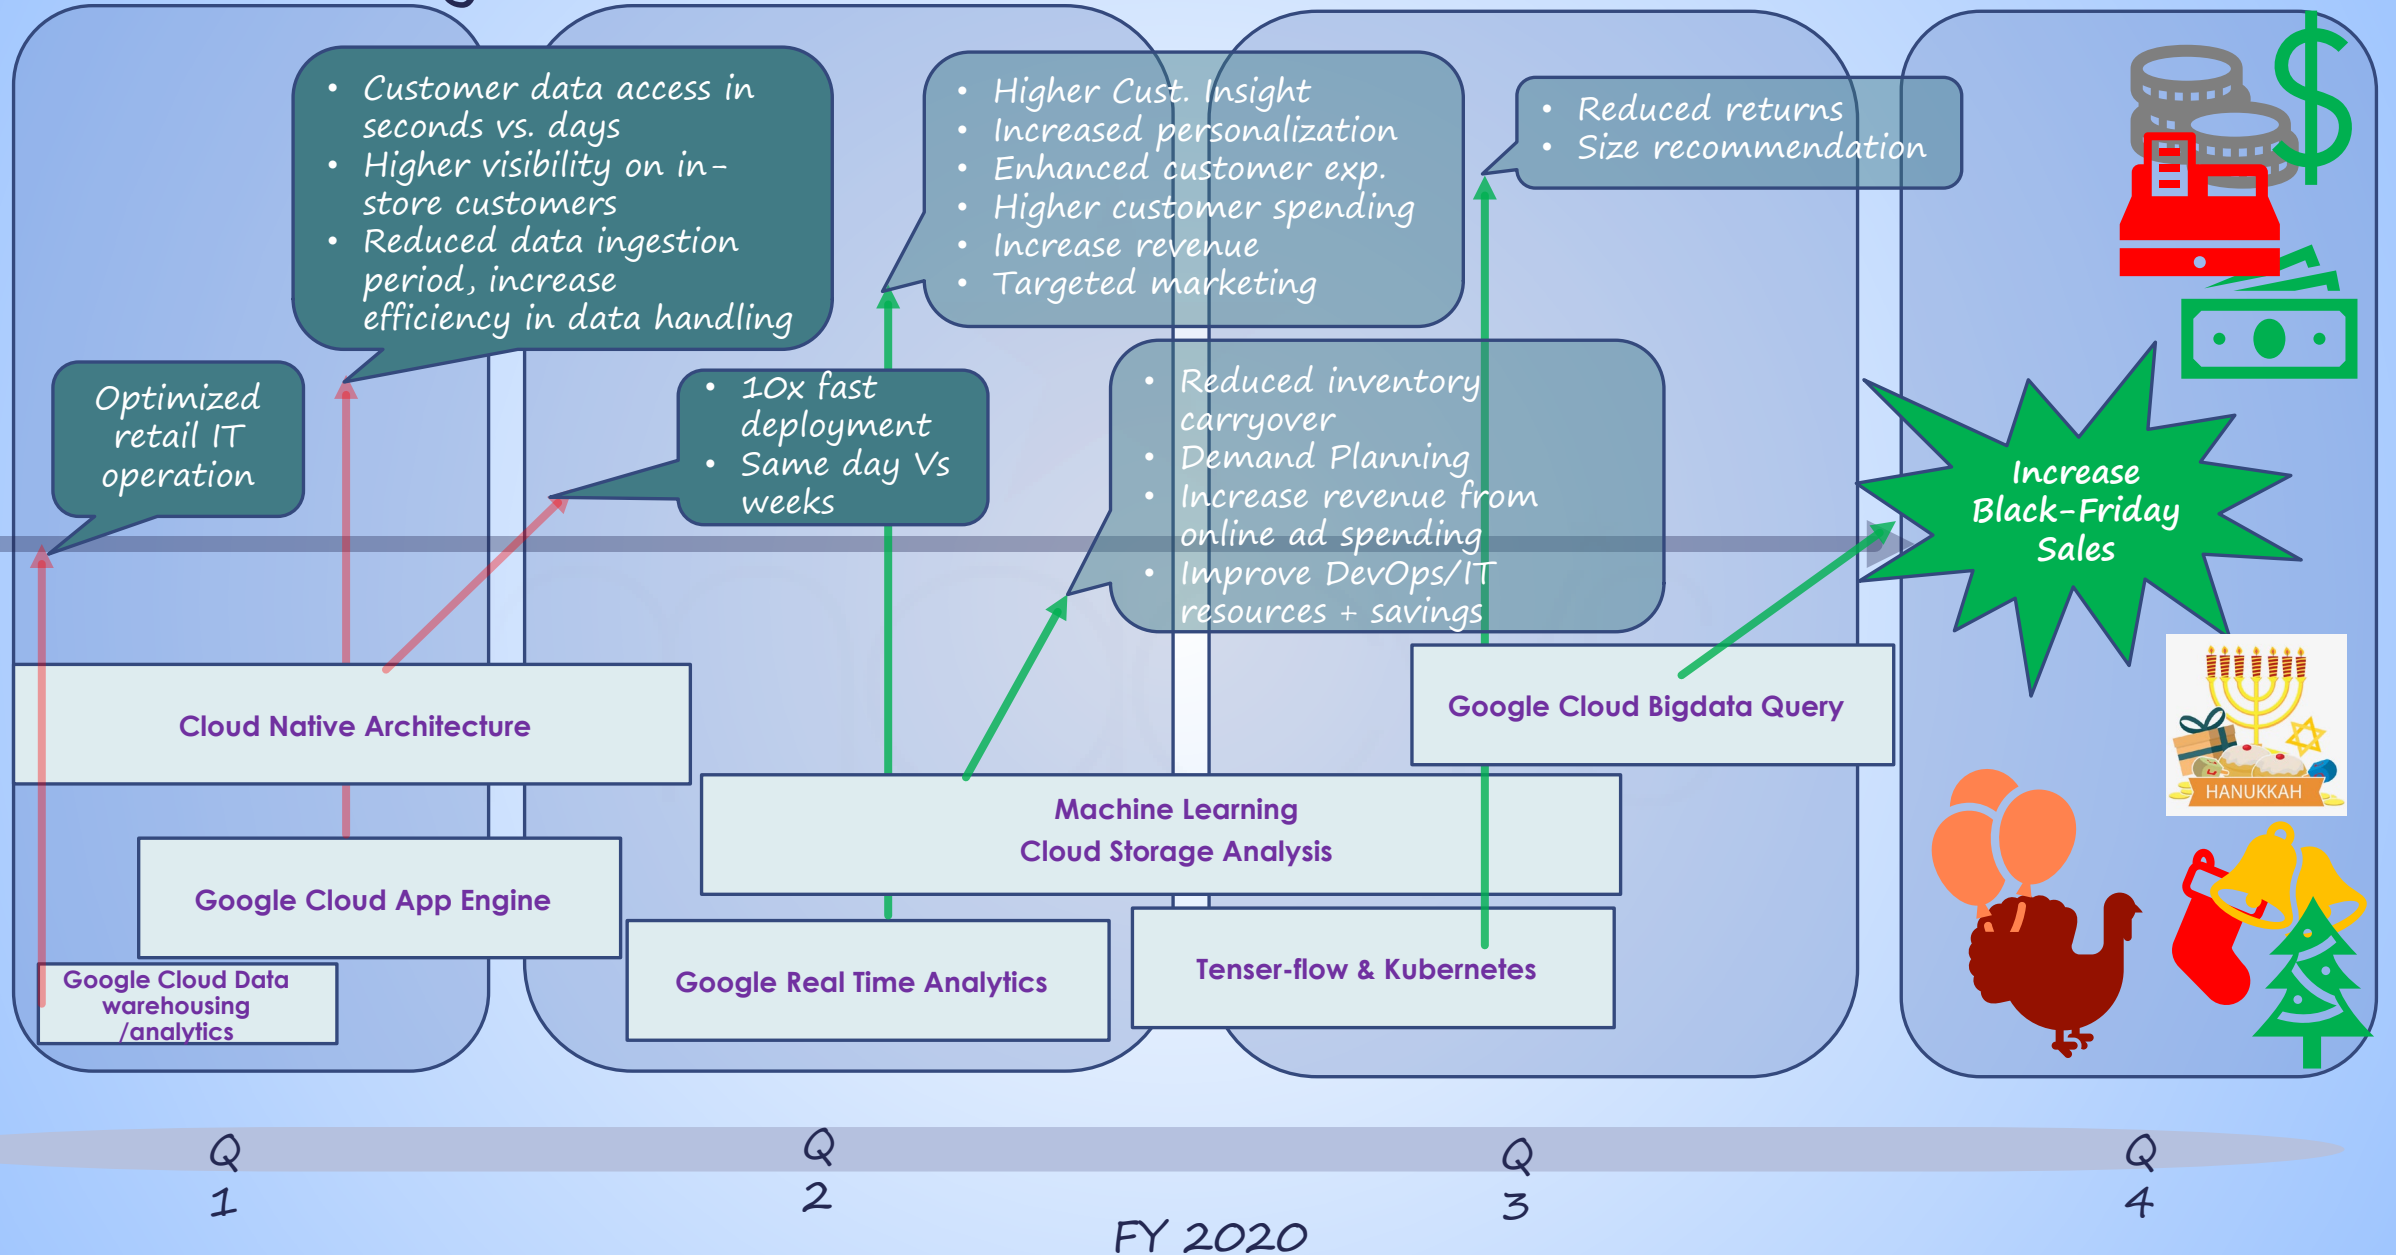 • Customer data access in
seconds vs. days
• Higher visibility on in-
store customers
• Reduced data ingestion
period, increase
efficiency in data handling
• Higher Cust. Insight
• Increased personalization
• Enhanced customer exp.
• Higher customer spending
• Increase revenue
• Targeted marketing
• Reduced returns
• Size recommendation
Optimized
retail IT
operation
• 10x fast
deployment
• Same day Vs
weeks
• Reduced inventory
carryover
• Demand Planning
• Increase revenue from
online ad spending
• Improve DevOps/IT
resources + savings
Increase
Black-Friday
Sales
Cloud Native Architecture
Google Cloud Bigdata Query
HANUKKAH
Machine Learning
Cloud Storage Analysis
Google Cloud App Engine
Google Cloud Data
warehousing
/analytics
Google Real Time Analytics
Tenser-flow & Kubernetes
Q
1
Q
2
Q
3
Q
4
FY 2020